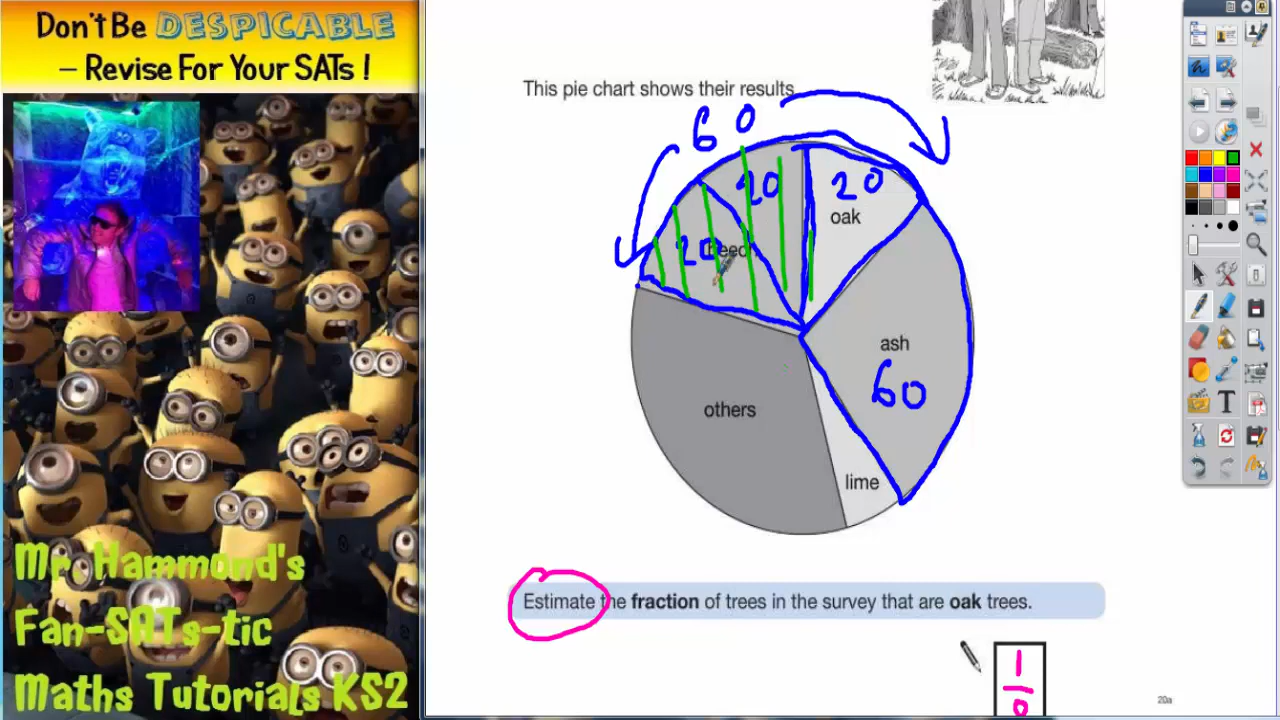 Don't Be DESPICABLE
– Revise For Your SATs !
This pie chart shows their results.
60
20
20
oak
20
beech
ash
60
others
lime
Mr. Hammond's
Fan-SATs-tic
Maths Tutorials KS2
Estimate the fraction of trees in the survey that are oak trees.
1
20a